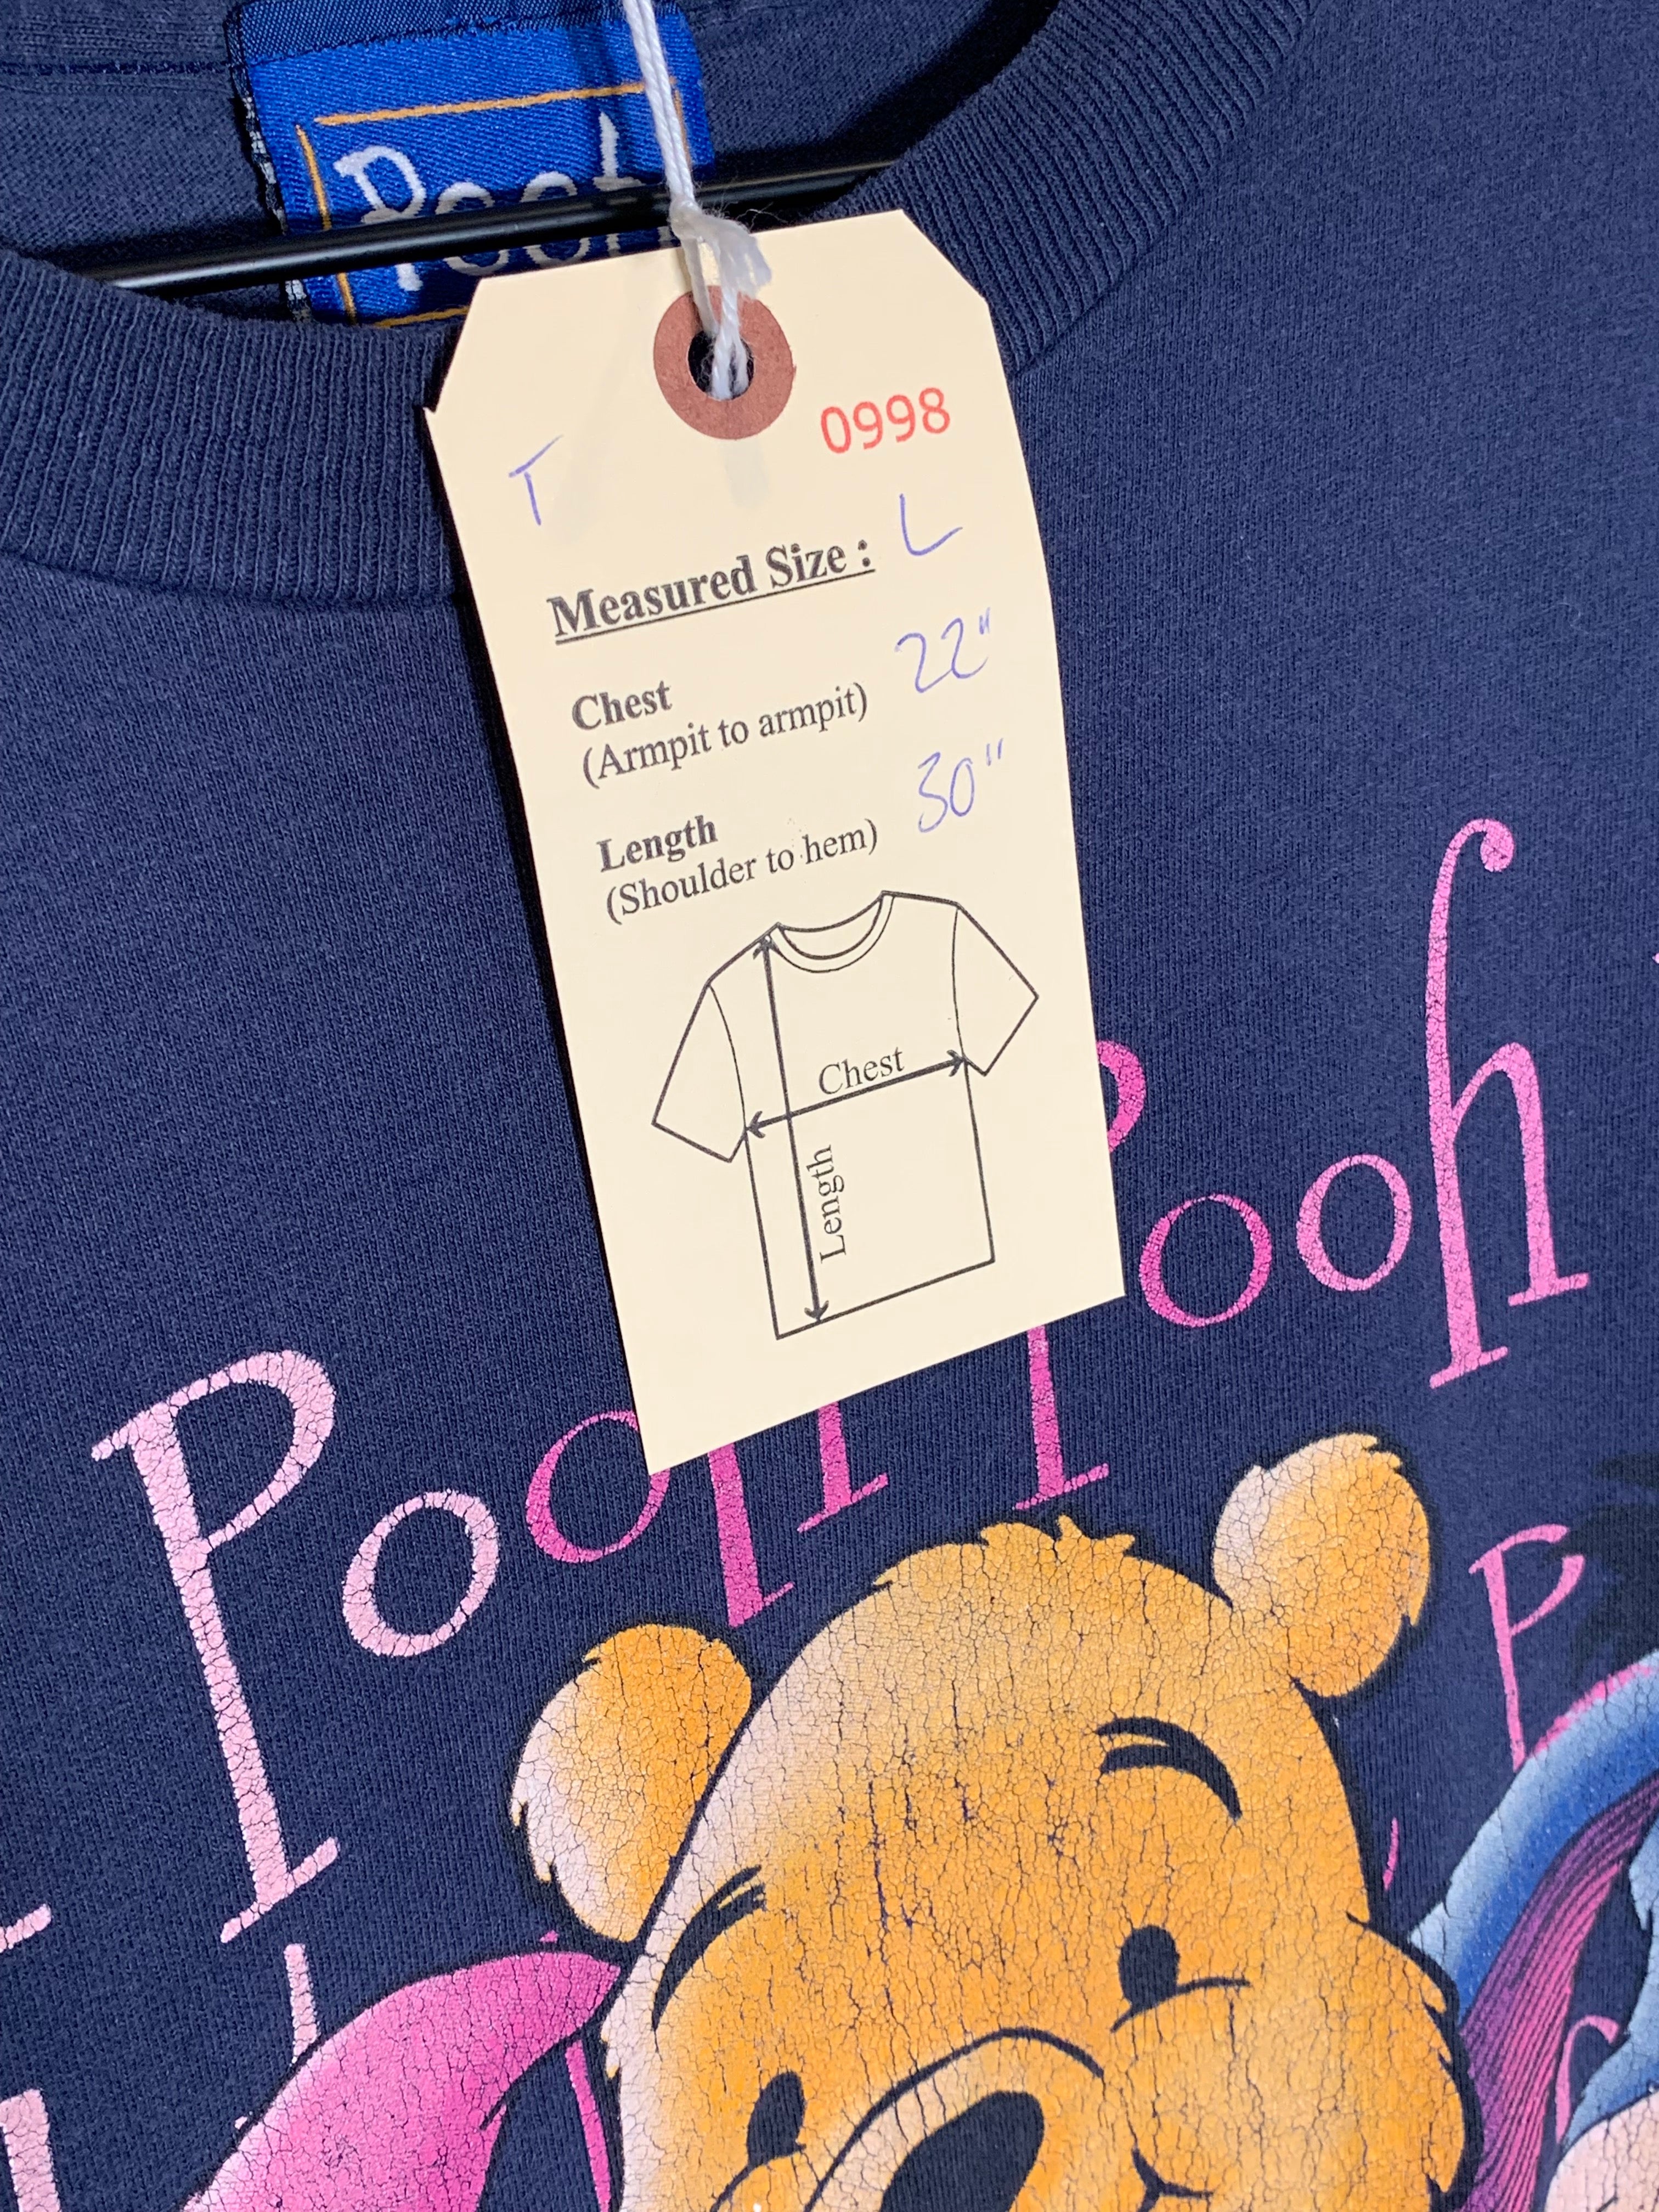 Pooh
0998
T
Measured Size : L
Chest 22"
(Armpit to armpit)
Length 30"
(Shoulder to hem)
Chest
Length
Pooh Pooh
P